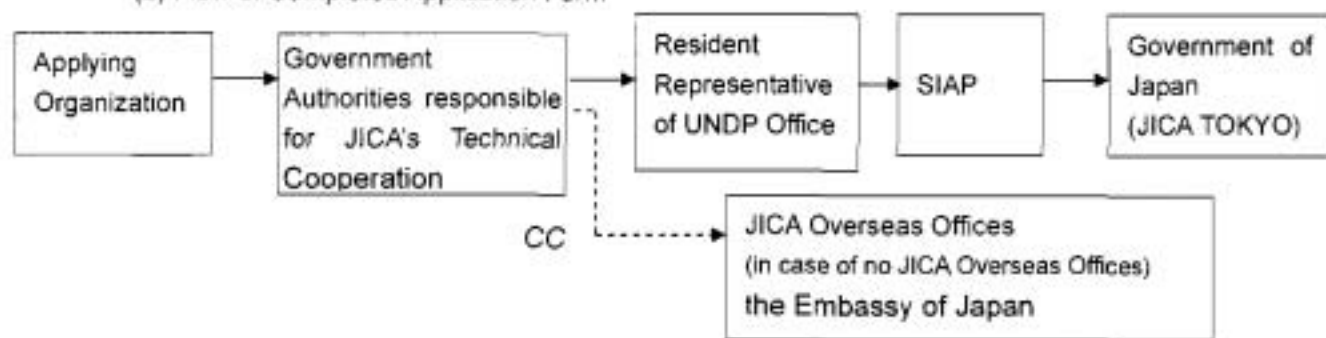 Applying
Organization
Government
Authorities responsible
for JICA's Technical
Cooperation
Resident
Representative
of UNDP Office
SIAP
Government of
Japan
(JICA TOKYO)
CC
JICA Overseas Offices
(in case of no JICA Overseas Offices)
the Embassy of Japan